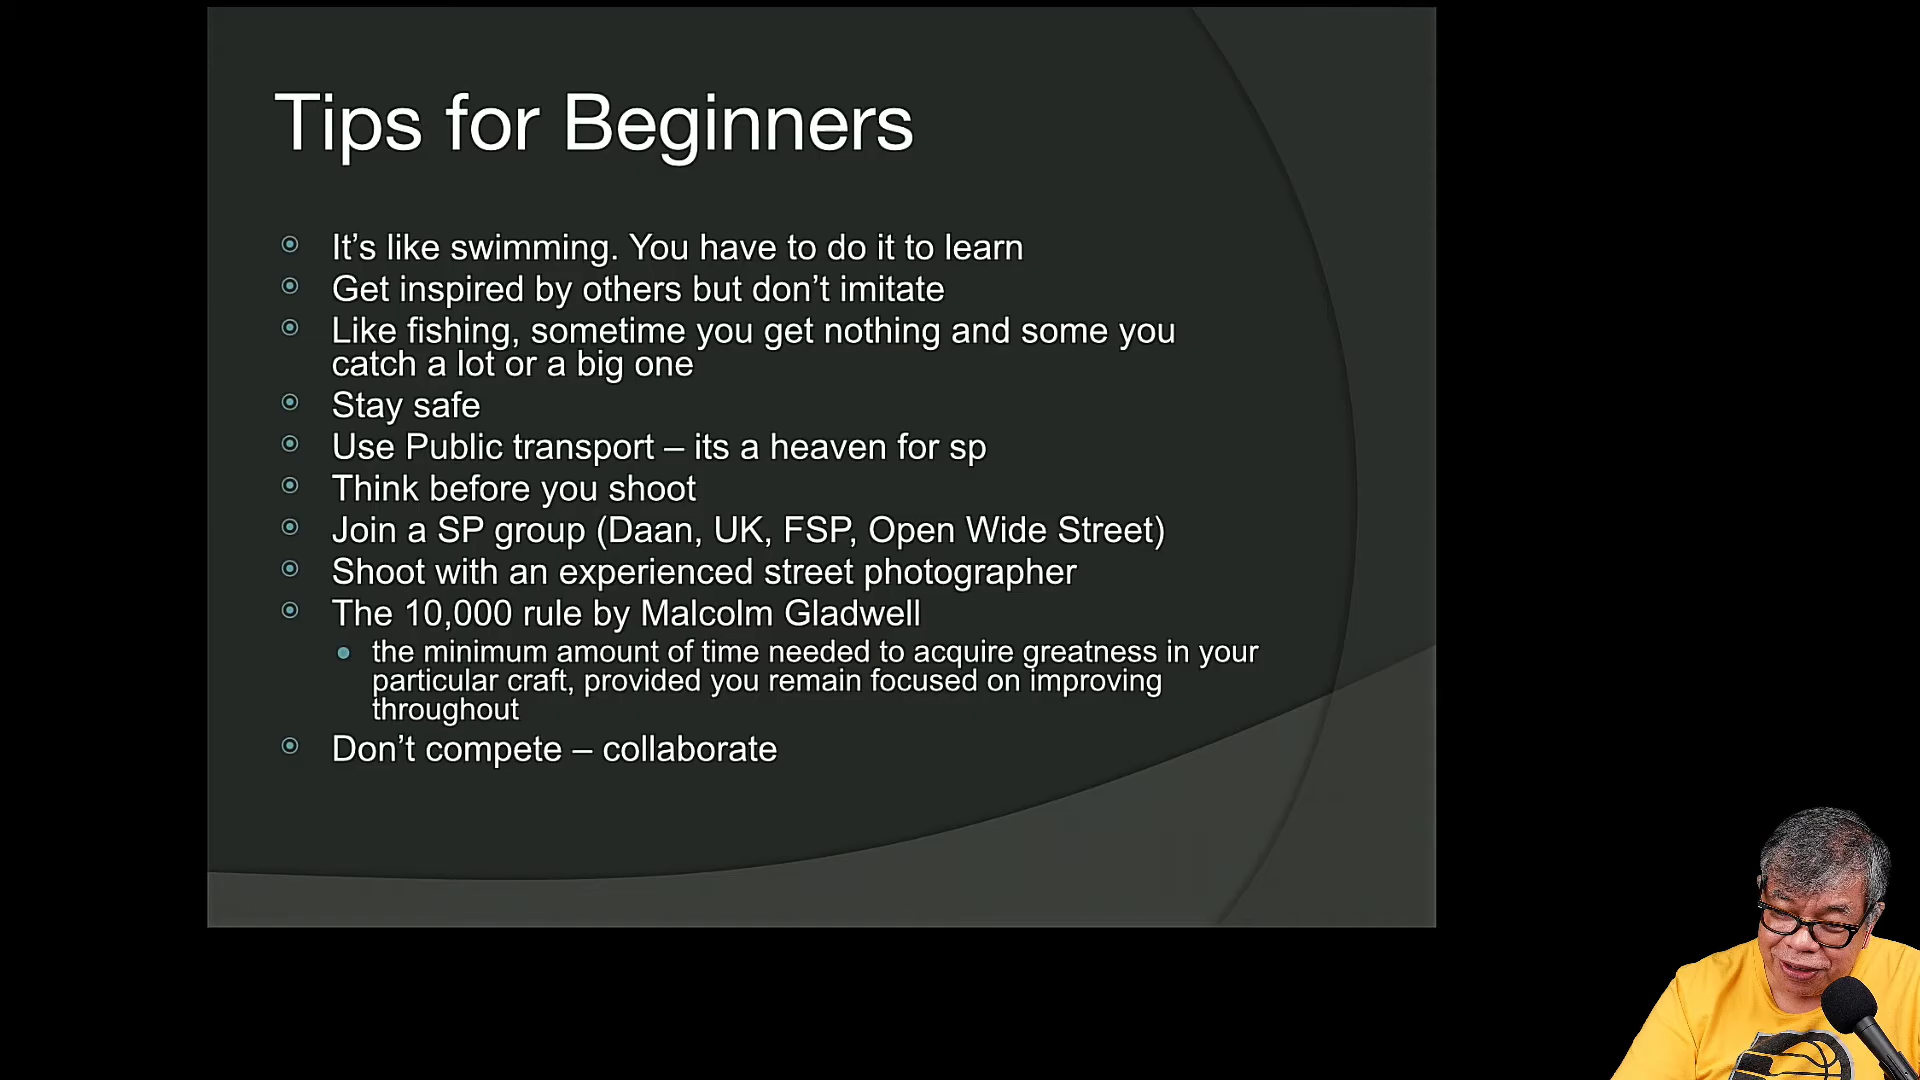 Tips for Beginners
It’s like swimming. You have to do it to learn
Get inspired by others but don’t imitate
Like fishing, sometime you get nothing and some you
catch a lot or a big one
Stay safe
Use Public transport – its a heaven for sp
Think before you shoot
Join a SP group (Daan, UK, FSP, Open Wide Street)
Shoot with an experienced street photographer
The 10,000 rule by Malcolm Gladwell
the minimum amount of time needed to acquire greatness in your
particular craft, provided you remain focused on improving
throughout
Don’t compete – collaborate